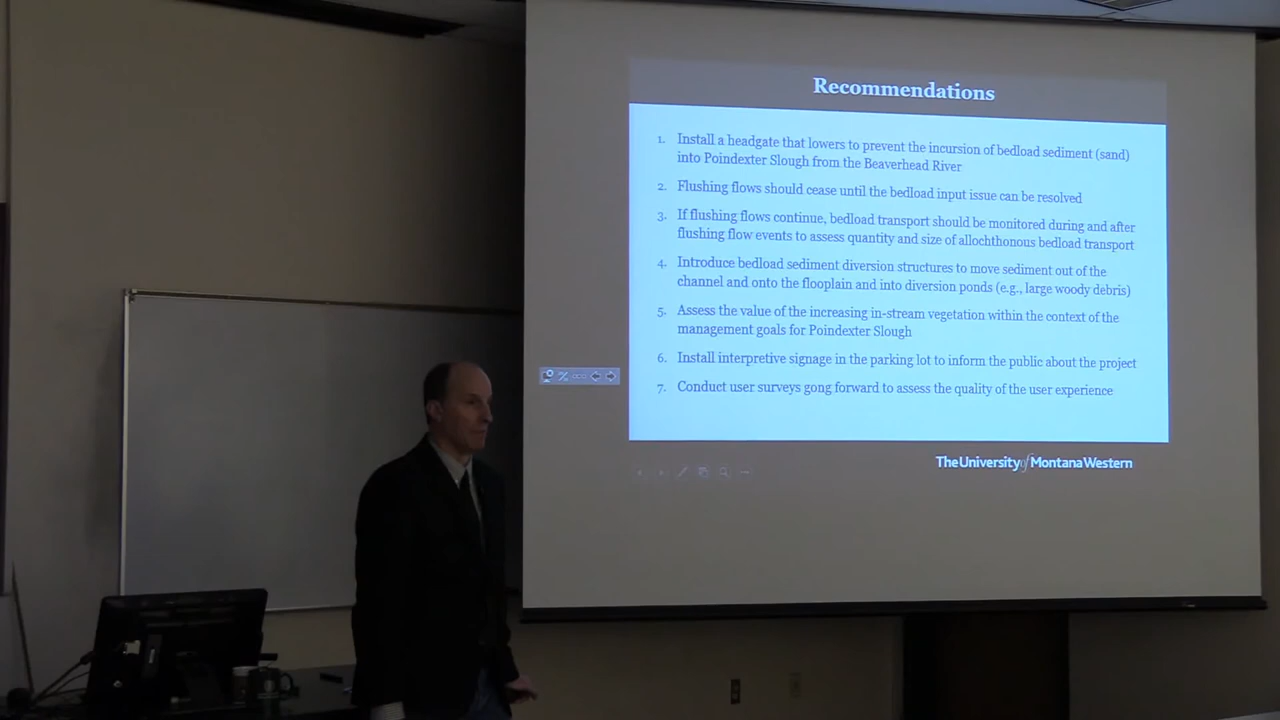 Recommendations
1. Install a headgate that lowers to prevent the incursion of bedload sediment (sand)
into Poindexter Slough from the Beaverhead River
2. Flushing flows should cease until the bedload input issue can be resolved
3. If flushing flows continue, bedload transport should be monitored during and after
flushing flow events to assess quantity and size of allochthonous bedload transport
4. Introduce bedload sediment diversion structures to move sediment out of the
channel and onto the flooplain and into diversion ponds (e.g., large woody debris)
5. Assess the value of the increasing in-stream vegetation within the context of the
management goals for Poindexter Slough
6. Install interpretive signage in the parking lot to inform the public about the project
7. Conduct user surveys gong forward to assess the quality of the user experience
The University of Montana Western